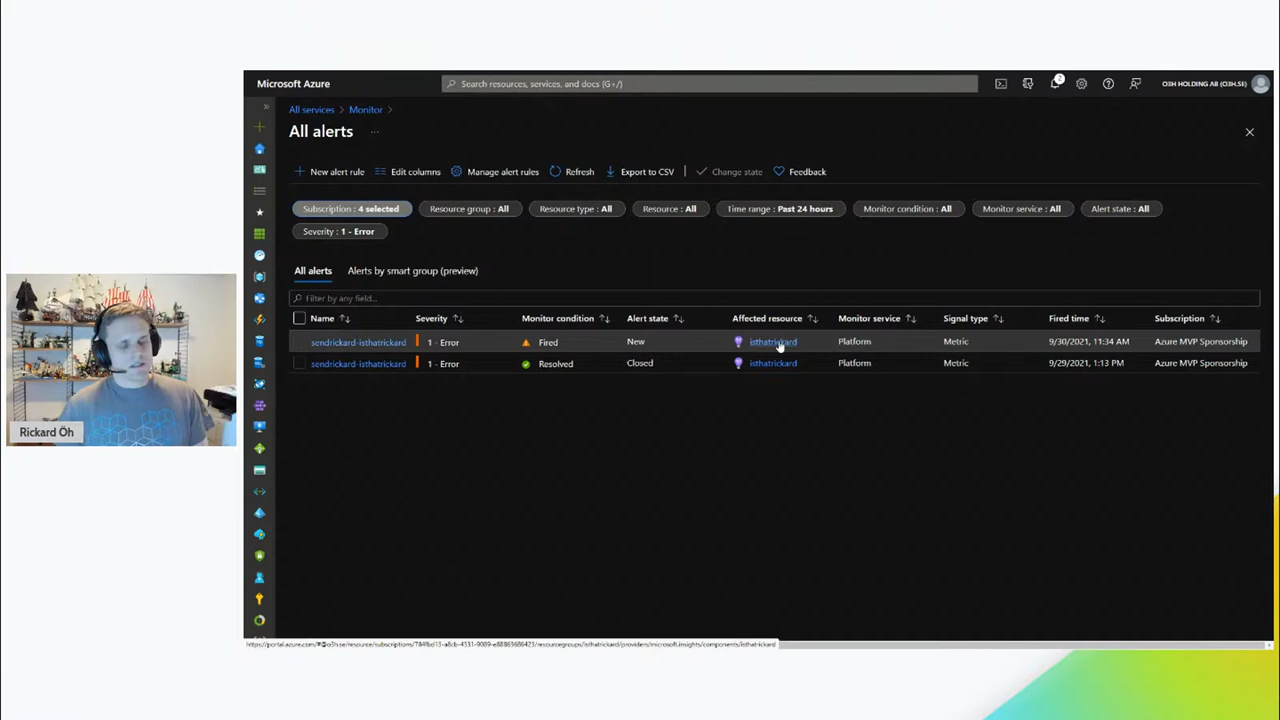 Microsoft Azure
Search resources, services, and docs (G+/)
2
O3H HOLDING AB (O3H.SE)
All services > Monitor >
All alerts ...
New alert rule Edit columns Manage alert rules Refresh Export to CSV Change state Feedback
Subscription : 4 selected Resource group : All Resource type : All Resource : All Time range : Past 24 hours Monitor condition : All Monitor service : All Alert state : All
Severity : 1 - Error
All alerts Alerts by smart group (preview)
Filter by any field...
Name Severity Monitor condition Alert state Affected resource Monitor service Signal type Fired time Subscription
sendrickard-isthatrickard 1 - Error Fired New isthatrickard Platform Metric 9/30/2021, 11:34 AM Azure MVP Sponsorship
sendrickard-isthatrickard 1 - Error Resolved Closed isthatrickard Platform Metric 9/29/2021, 1:13 PM Azure MVP Sponsorship
Rickard Öh